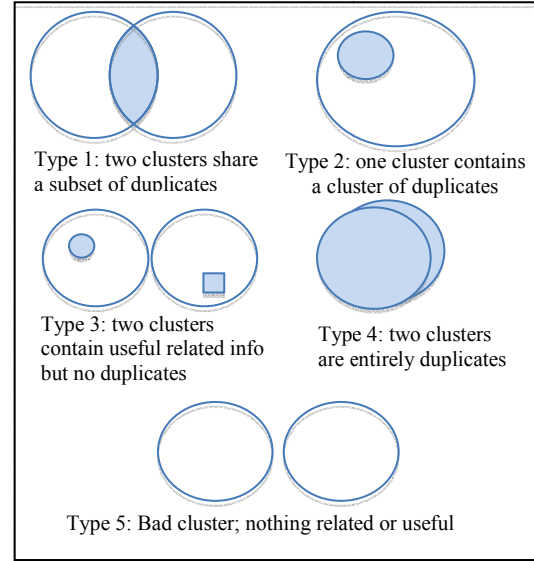 Type 1: two clusters share
a subset of duplicates
Type 2: one cluster contains
a cluster of duplicates
Type 3: two clusters
contain useful related info
but no duplicates
Type 4: two clusters
are entirely duplicates
Type 5: Bad cluster; nothing related or useful